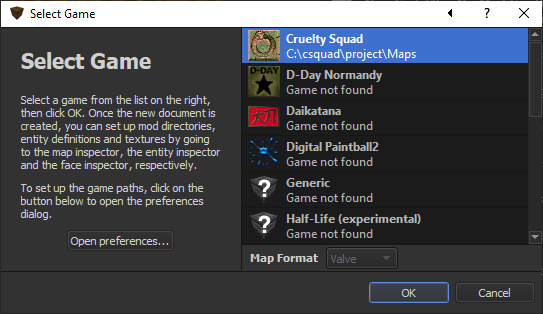 Select Game
?
Select Game
Select a game from the list on the right,
then click OK. Once the new document is
created, you can set up mod directories,
entity definitions and textures by going
to the map inspector, the entity inspector
and the face inspector, respectively.
To set up the game paths, click on the
button below to open the preferences
dialog.
Open preferences...
Cruelty Squad
C:\csquad\project\Maps
D-DAY
D-Day Normandy
Game not found
Daikatana
Game not found
Digital Paintball2
Game not found
?
Generic
Game not found
?
Half-Life (experimental)
Game not found
Map Format
Valve
OK
Cancel